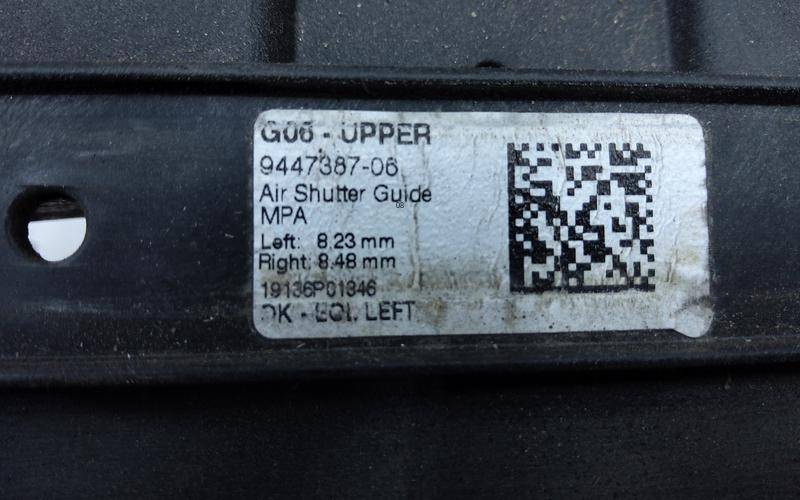 G06 - UPPER
9447387-06
Air Shutter Guide
MPA
Left: 8.23 mm
Right: 8.48 mm
19136P01346
OK - EOL LEFT